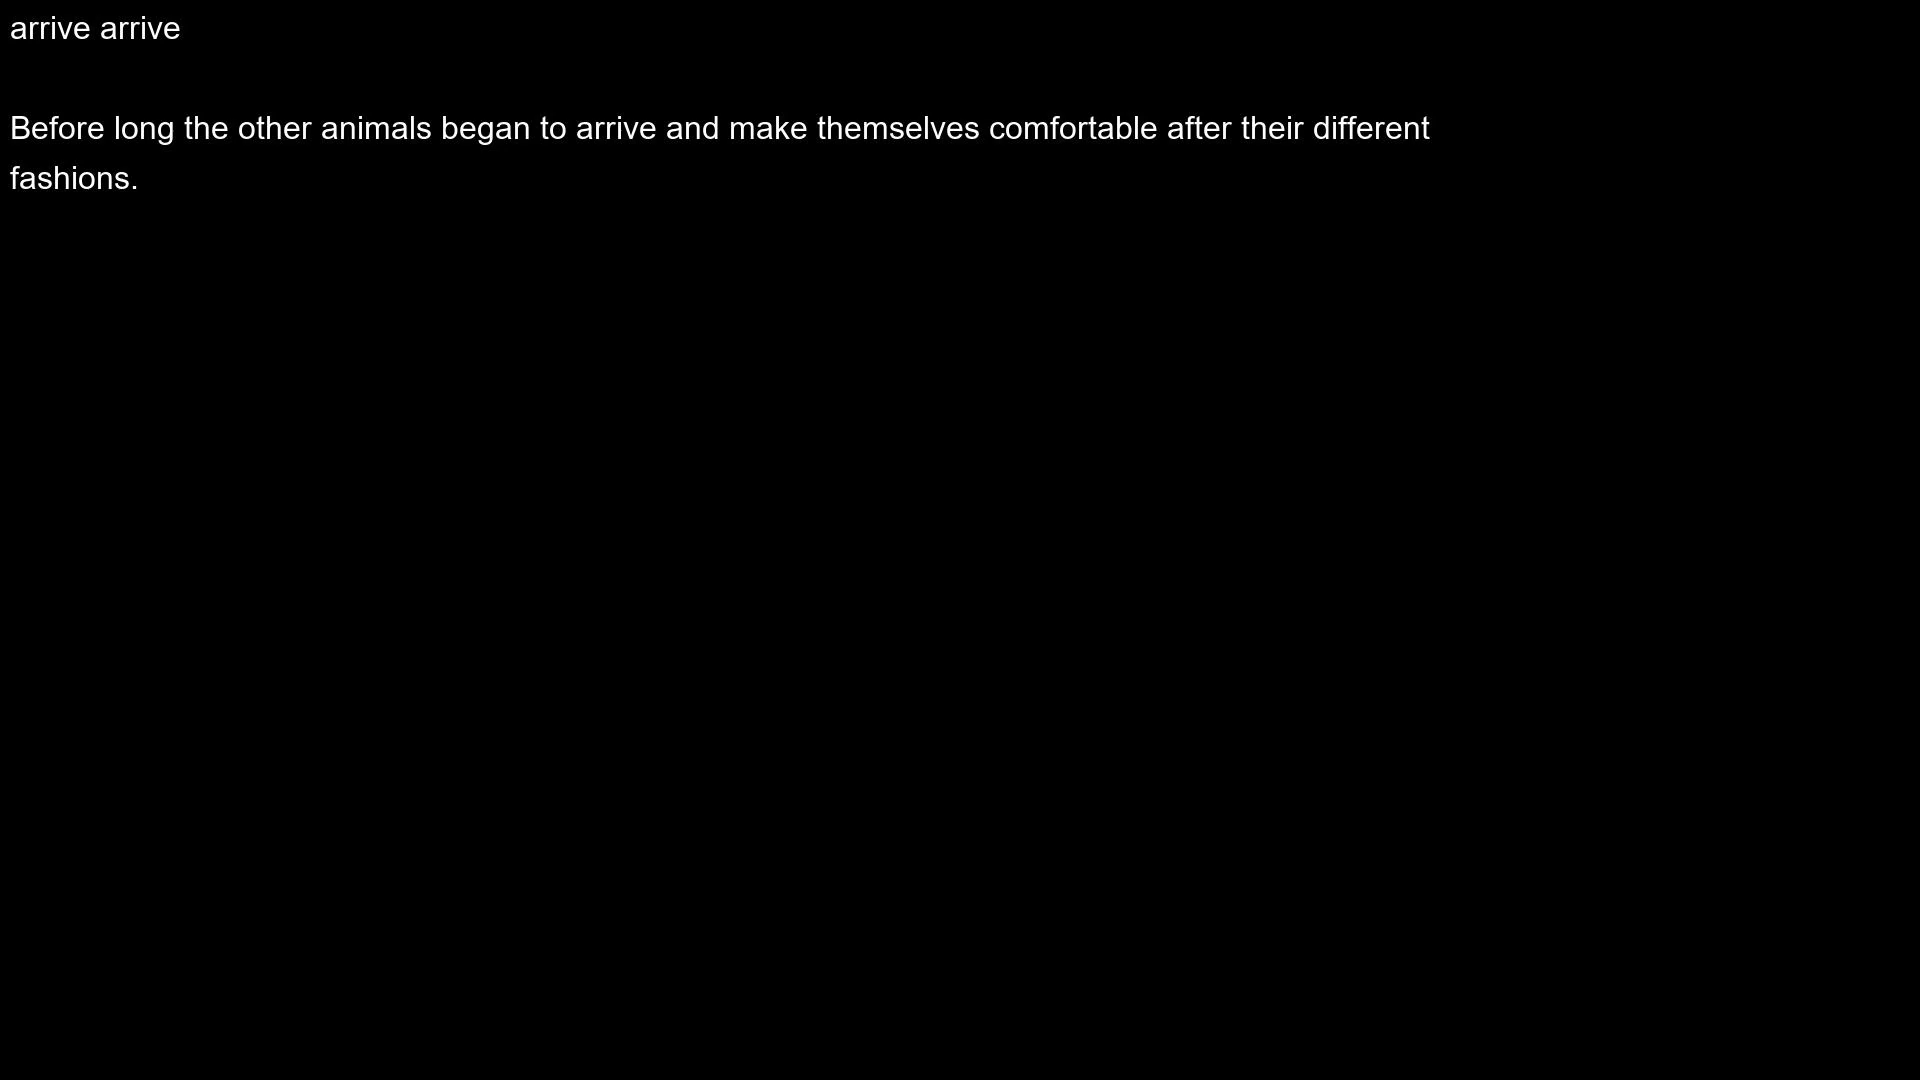 arrive arrive
Before long the other animals began to arrive and make themselves comfortable after their different
fashions.